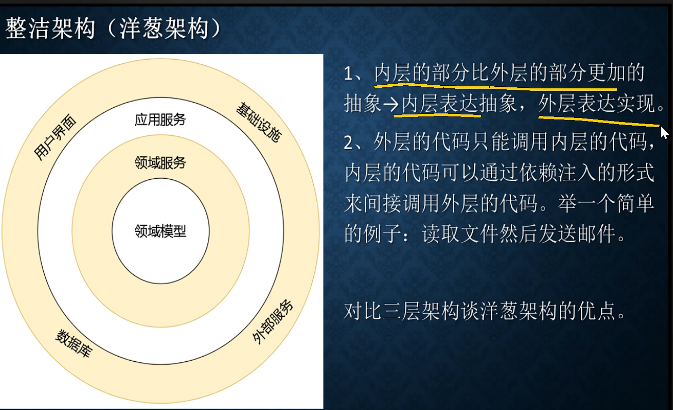 整洁架构（洋葱架构）
用户界面
基础设施
应用服务
领域服务
领域模型
数据库
外部服务
1、内层的部分比外层的部分更加的
抽象→内层表达抽象，外层表达实现。
2、外层的代码只能调用内层的代码，
内层的代码可以通过依赖注入的形式
来间接调用外层的代码。举一个简单
的例子：读取文件然后发送邮件。
对比三层架构谈洋葱架构的优点。